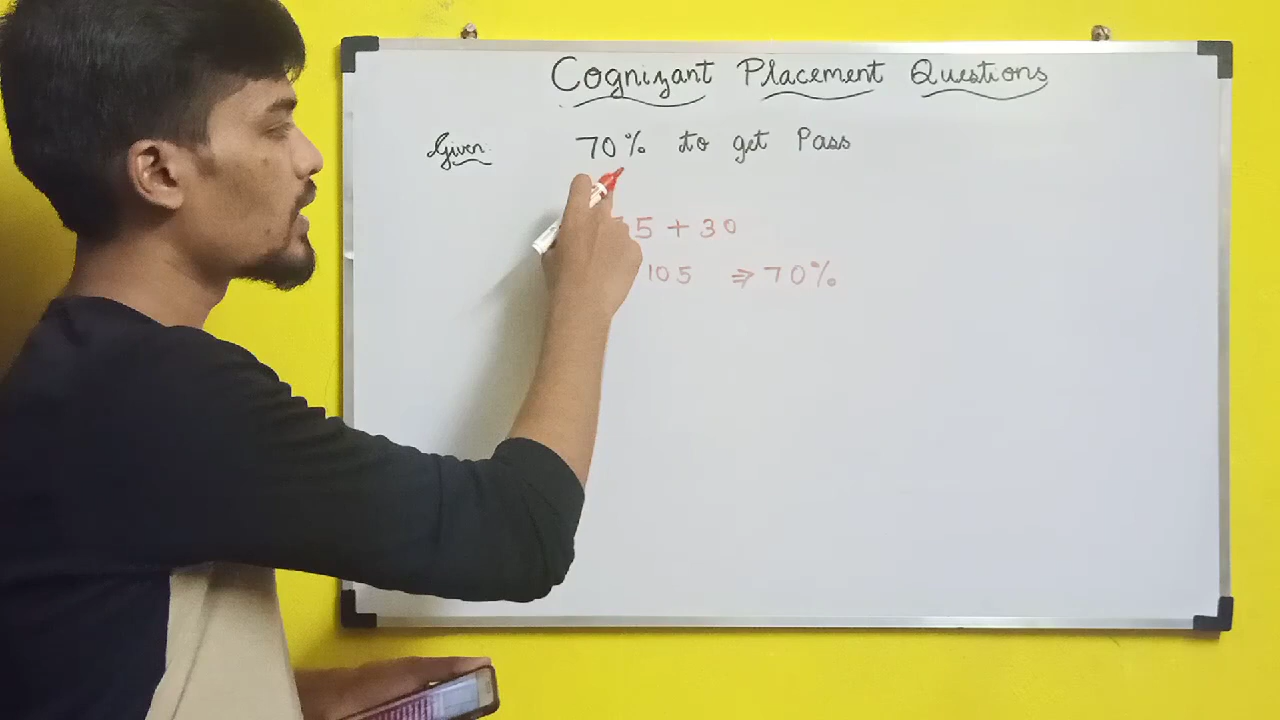 Cognizant Placement Questions
Given 70% to get Pass
5 + 30
105 ⇒ 70%